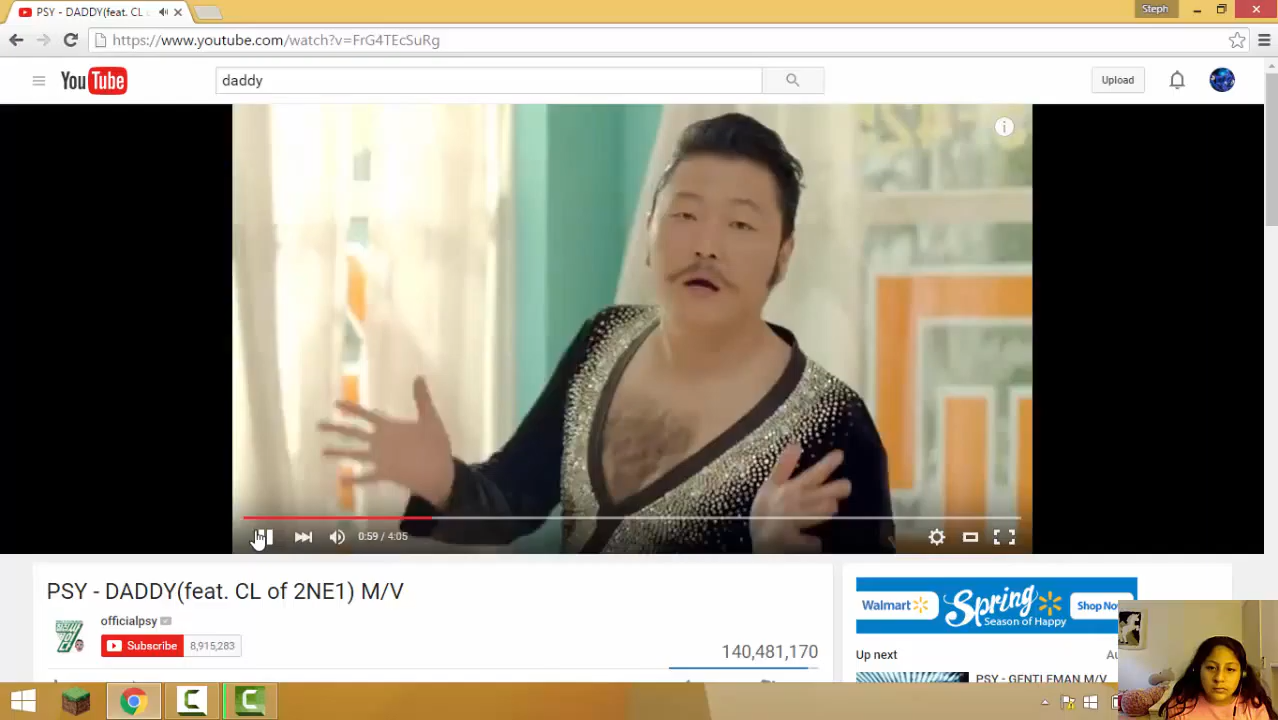 PSY - DADDY(feat. CL
Steph
https://www.youtube.com/watch?v=FrG4TEcSuRg
YouTube
daddy
Upload
0:59 / 4:05
PSY - DADDY(feat. CL of 2NE1) M/V
officialpsy
Subscribe
8,915,283
140,481,170
Walmart
Spring
Season of Happy
Shop Now
Up next
PSY - GENTLEMAN M/V